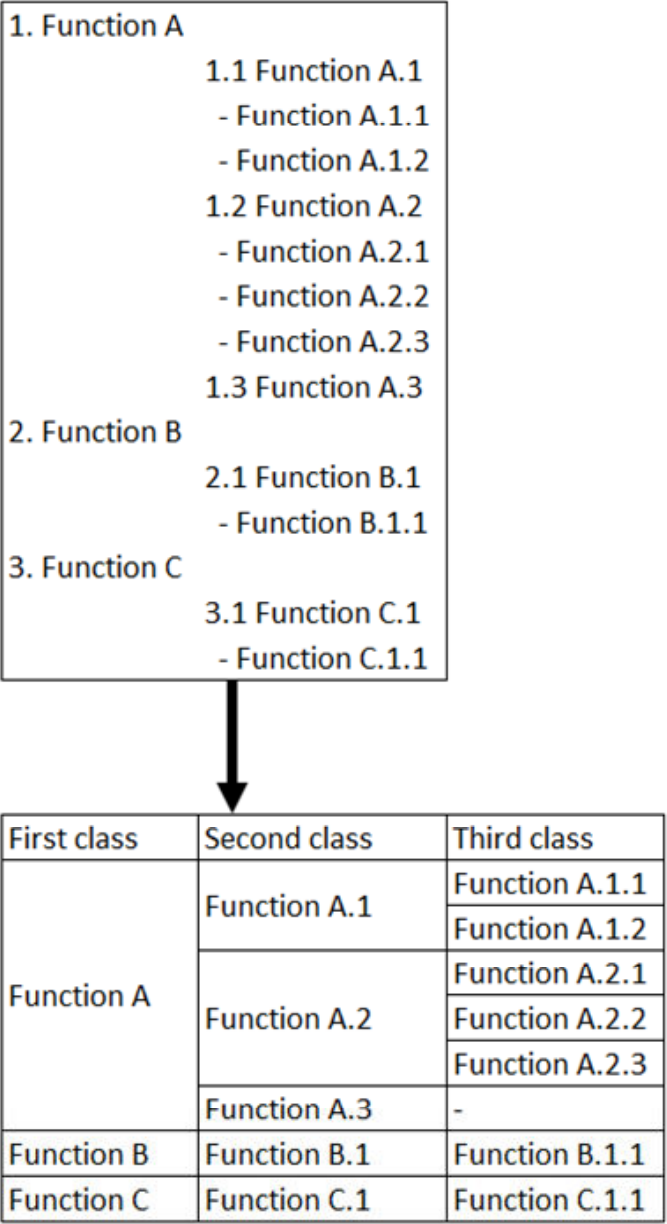 1. Function A
1.1 Function A.1
- Function A.1.1
- Function A.1.2
1.2 Function A.2
- Function A.2.1
- Function A.2.2
- Function A.2.3
1.3 Function A.3
2. Function B
2.1 Function B.1
- Function B.1.1
3. Function C
3.1 Function C.1
- Function C.1.1
First class Second class Third class
Function A Function A.1 Function A.1.1
Function A.1.2
Function A.2 Function A.2.1
Function A.2.2
Function A.2.3
Function A.3 -
Function B Function B.1 Function B.1.1
Function C Function C.1 Function C.1.1